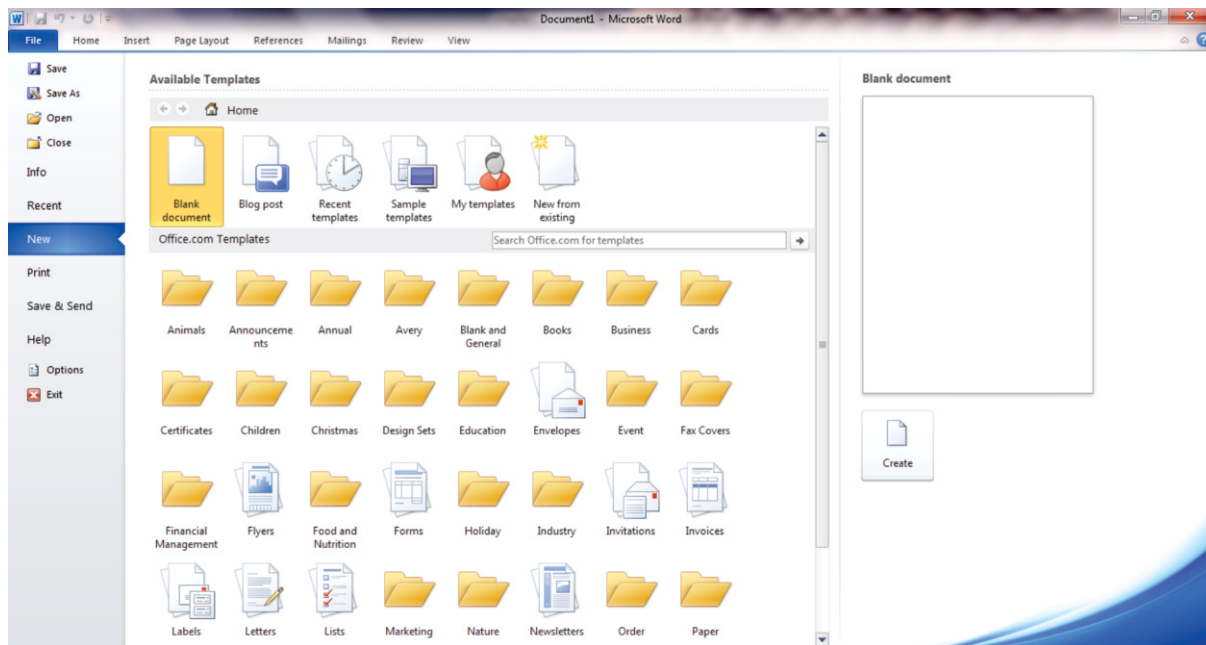 W
Document1 - Microsoft Word
File Home Insert Page Layout References Mailings Review View
?
Save
Save As
Open
Close
Info
Recent
New
Print
Save & Send
Help
Options
Exit
Available Templates
Home
Blank document
Blog post
Recent templates
Sample templates
My templates
New from existing
Office.com Templates
Search Office.com for templates
Animals
Announceme
nts
Annual
Avery
Blank and
General
Books
Business
Cards
Certificates
Children
Christmas
Design Sets
Education
Envelopes
Event
Fax Covers
Financial
Management
Flyers
Food and
Nutrition
Forms
Holiday
Industry
Invitations
Invoices
Labels
Letters
Lists
Marketing
Nature
Newsletters
Order
Paper
Blank document
Create